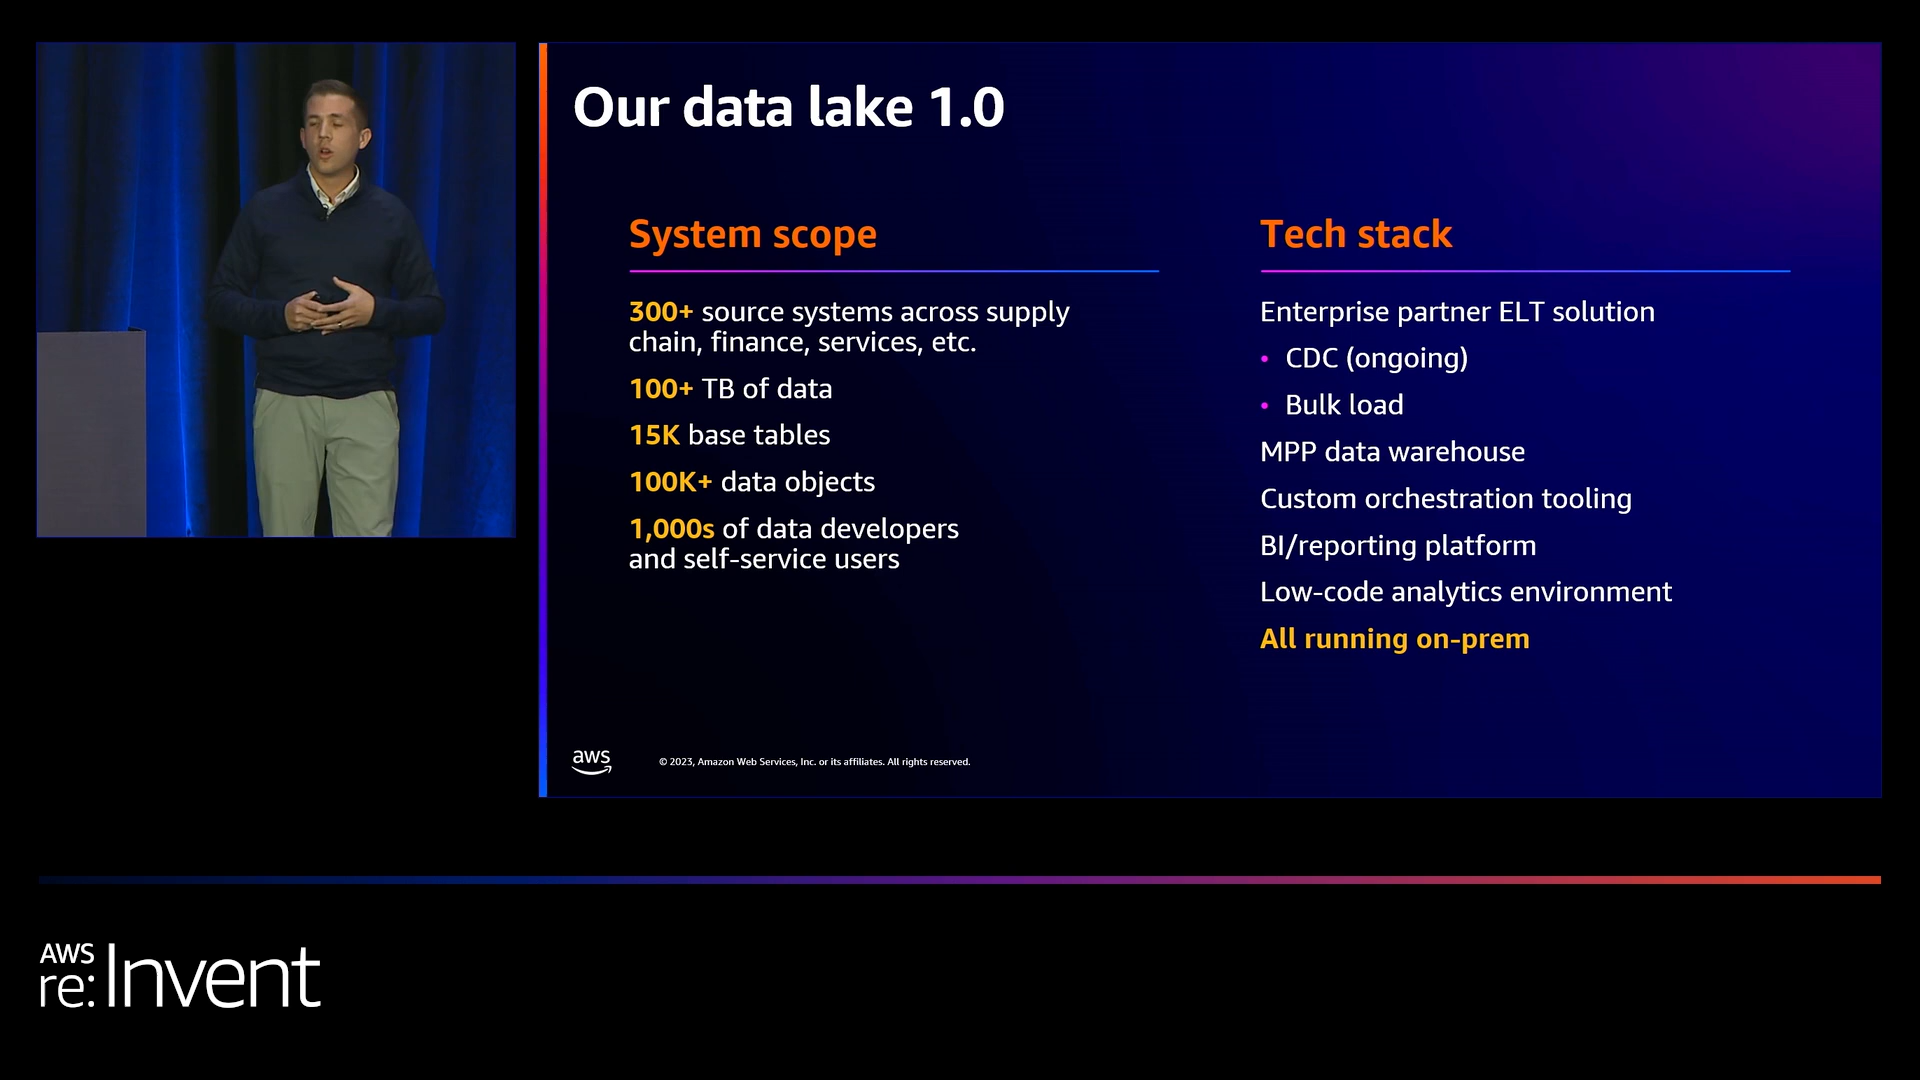 Our data lake 1.0
System scope
300+ source systems across supply
chain, finance, services, etc.
100+ TB of data
15K base tables
100K+ data objects
1,000s of data developers
and self-service users
Tech stack
Enterprise partner ELT solution
• CDC (ongoing)
• Bulk load
MPP data warehouse
Custom orchestration tooling
BI/reporting platform
Low-code analytics environment
All running on-prem
aws
© 2023, Amazon Web Services, Inc. or its affiliates. All rights reserved.
AWS
re:Invent